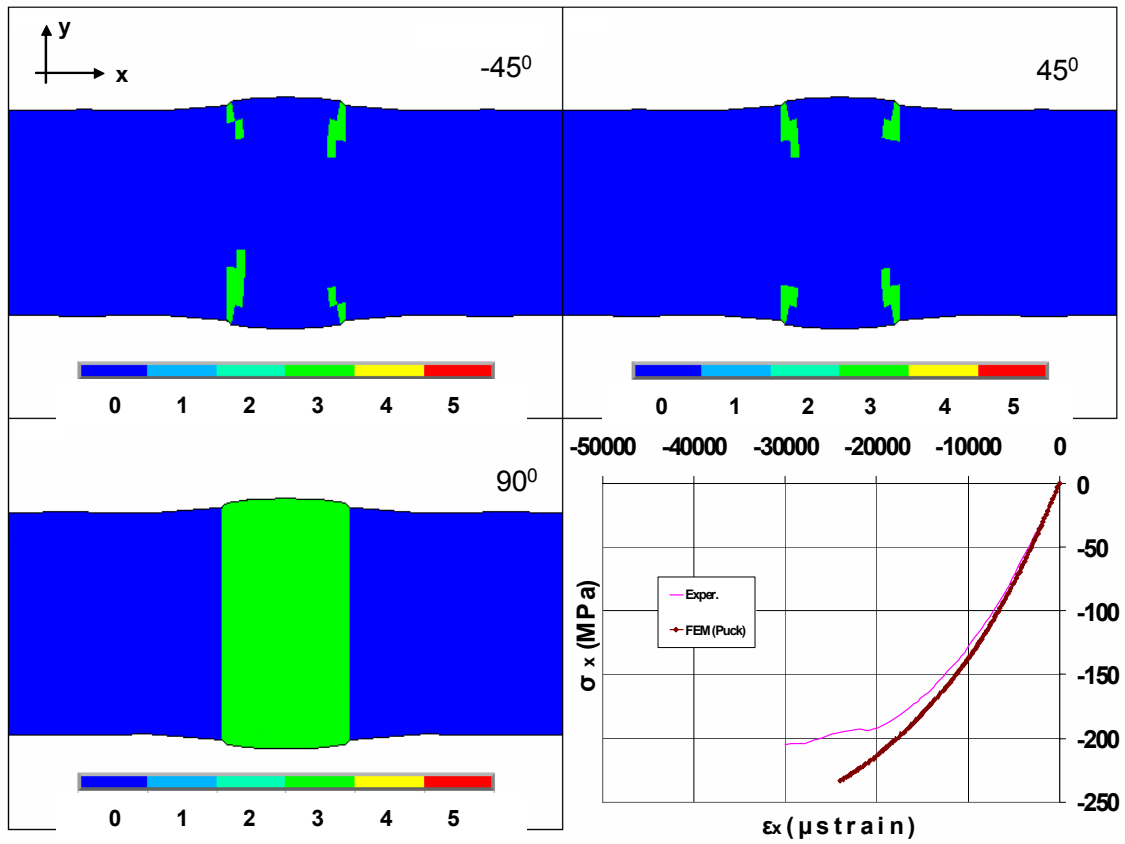 y
x
-45⁰
45⁰
0 1 2 3 4 5
0 1 2 3 4 5
90⁰
0 1 2 3 4 5
-50000 -40000 -30000 -20000 -10000 0
0
-50
-100
-150
-200
-250
σ x (MPa)
Exper.
FEM (Puck)
εx (μstrain)